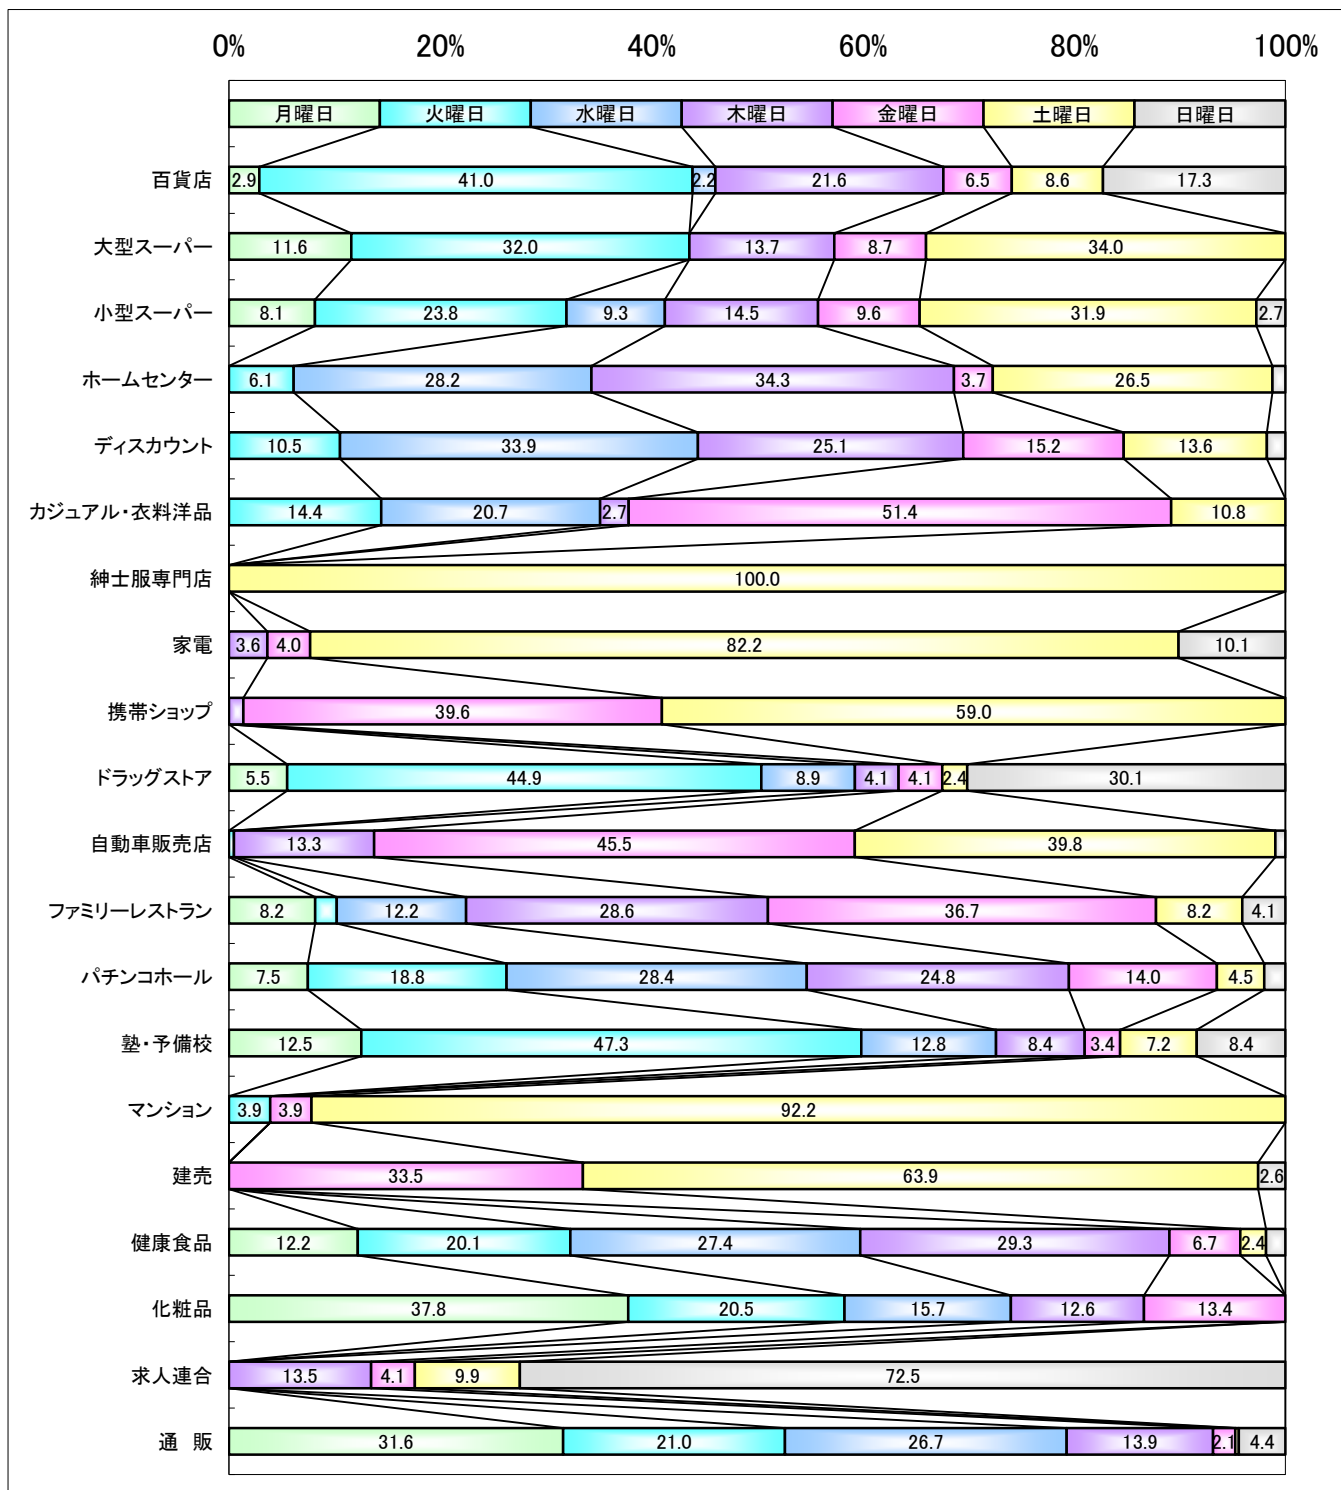 0% 20% 40% 60% 80% 100%
月曜日 火曜日 水曜日 木曜日 金曜日 土曜日 日曜日
百貨店 2.9 41.0 2.2 21.6 6.5 8.6 17.3
大型スーパー 11.6 32.0 13.7 8.7 34.0
小型スーパー 8.1 23.8 9.3 14.5 9.6 31.9 2.7
ホームセンター 6.1 28.2 34.3 3.7 26.5
ディスカウント 10.5 33.9 25.1 15.2 13.6
カジュアル・衣料洋品 14.4 20.7 2.7 51.4 10.8
紳士服専門店 100.0
家電 3.6 4.0 82.2 10.1
携帯ショップ 39.6 59.0
ドラッグストア 5.5 44.9 8.9 4.1 4.1 2.4 30.1
自動車販売店 13.3 45.5 39.8
ファミリーレストラン 8.2 12.2 28.6 36.7 8.2 4.1
パチンコホール 7.5 18.8 28.4 24.8 14.0 4.5
塾・予備校 12.5 47.3 12.8 8.4 3.4 7.2 8.4
マンション 3.9 3.9 92.2
建売 33.5 63.9 2.6
健康食品 12.2 20.1 27.4 29.3 6.7 2.4
化粧品 37.8 20.5 15.7 12.6 13.4
求人連合 13.5 4.1 9.9 72.5
通 販 31.6 21.0 26.7 13.9 2.1 4.4